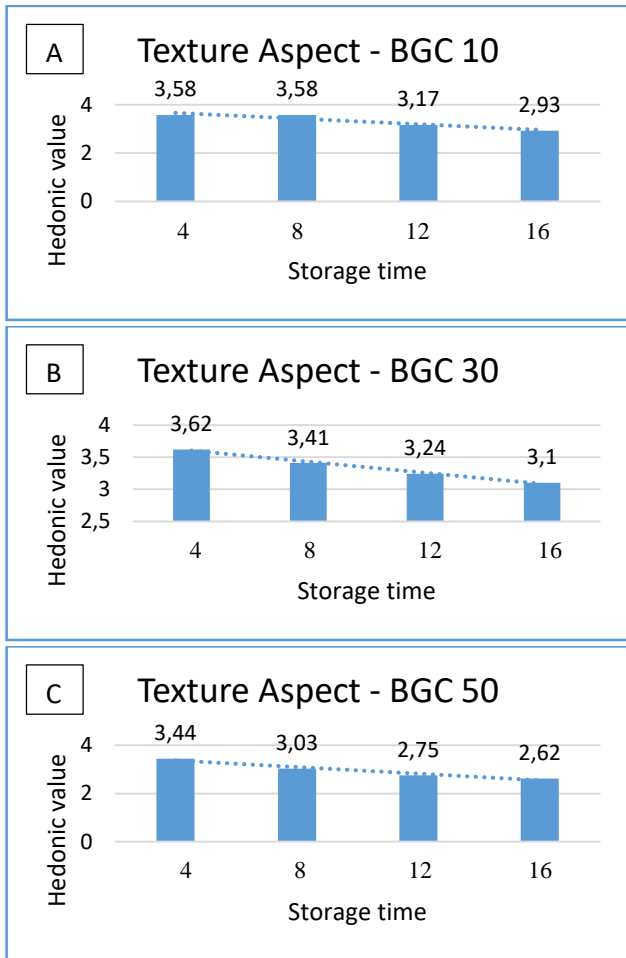 A
Texture Aspect - BGC 10
3,58 3,58 3,17 2,93
4
2
0
Hedonic value
4 8 12 16
Storage time
B
Texture Aspect - BGC 30
3,62 3,41 3,24 3,1
4
3,5
3
2,5
Hedonic value
4 8 12 16
Storage time
C
Texture Aspect - BGC 50
3,44 3,03 2,75 2,62
4
2
0
Hedonic value
4 8 12 16
Storage time